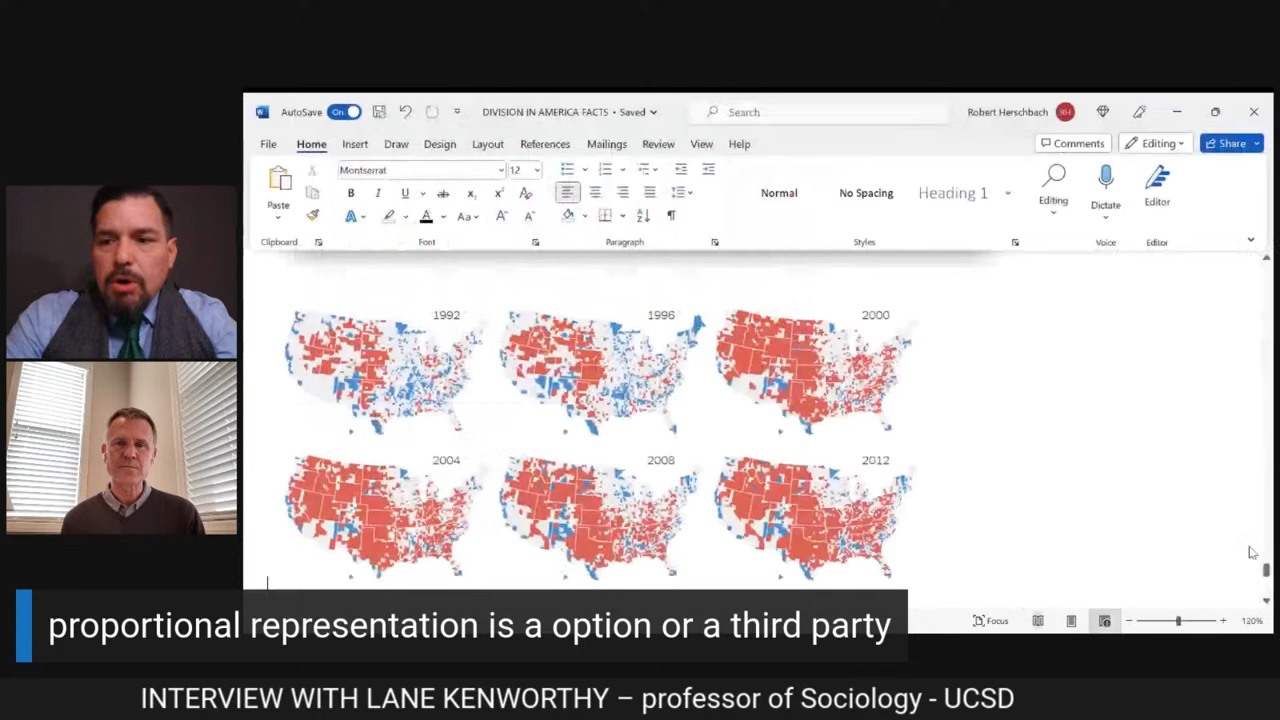 AutoSave On DIVISION IN AMERICA FACTS • Saved Search Robert Herschbach RH
File Home Insert Draw Design Layout References Mailings Review View Help Comments Editing Share
Montserrat 12
Paste
Normal No Spacing Heading 1
Editing Dictate Editor
Clipboard Font Paragraph Styles Voice Editor
1992 1996 2000
2004 2008 2012
proportional representation is a option or a third party
Focus 120%
INTERVIEW WITH LANE KENWORTHY – professor of Sociology - UCSD